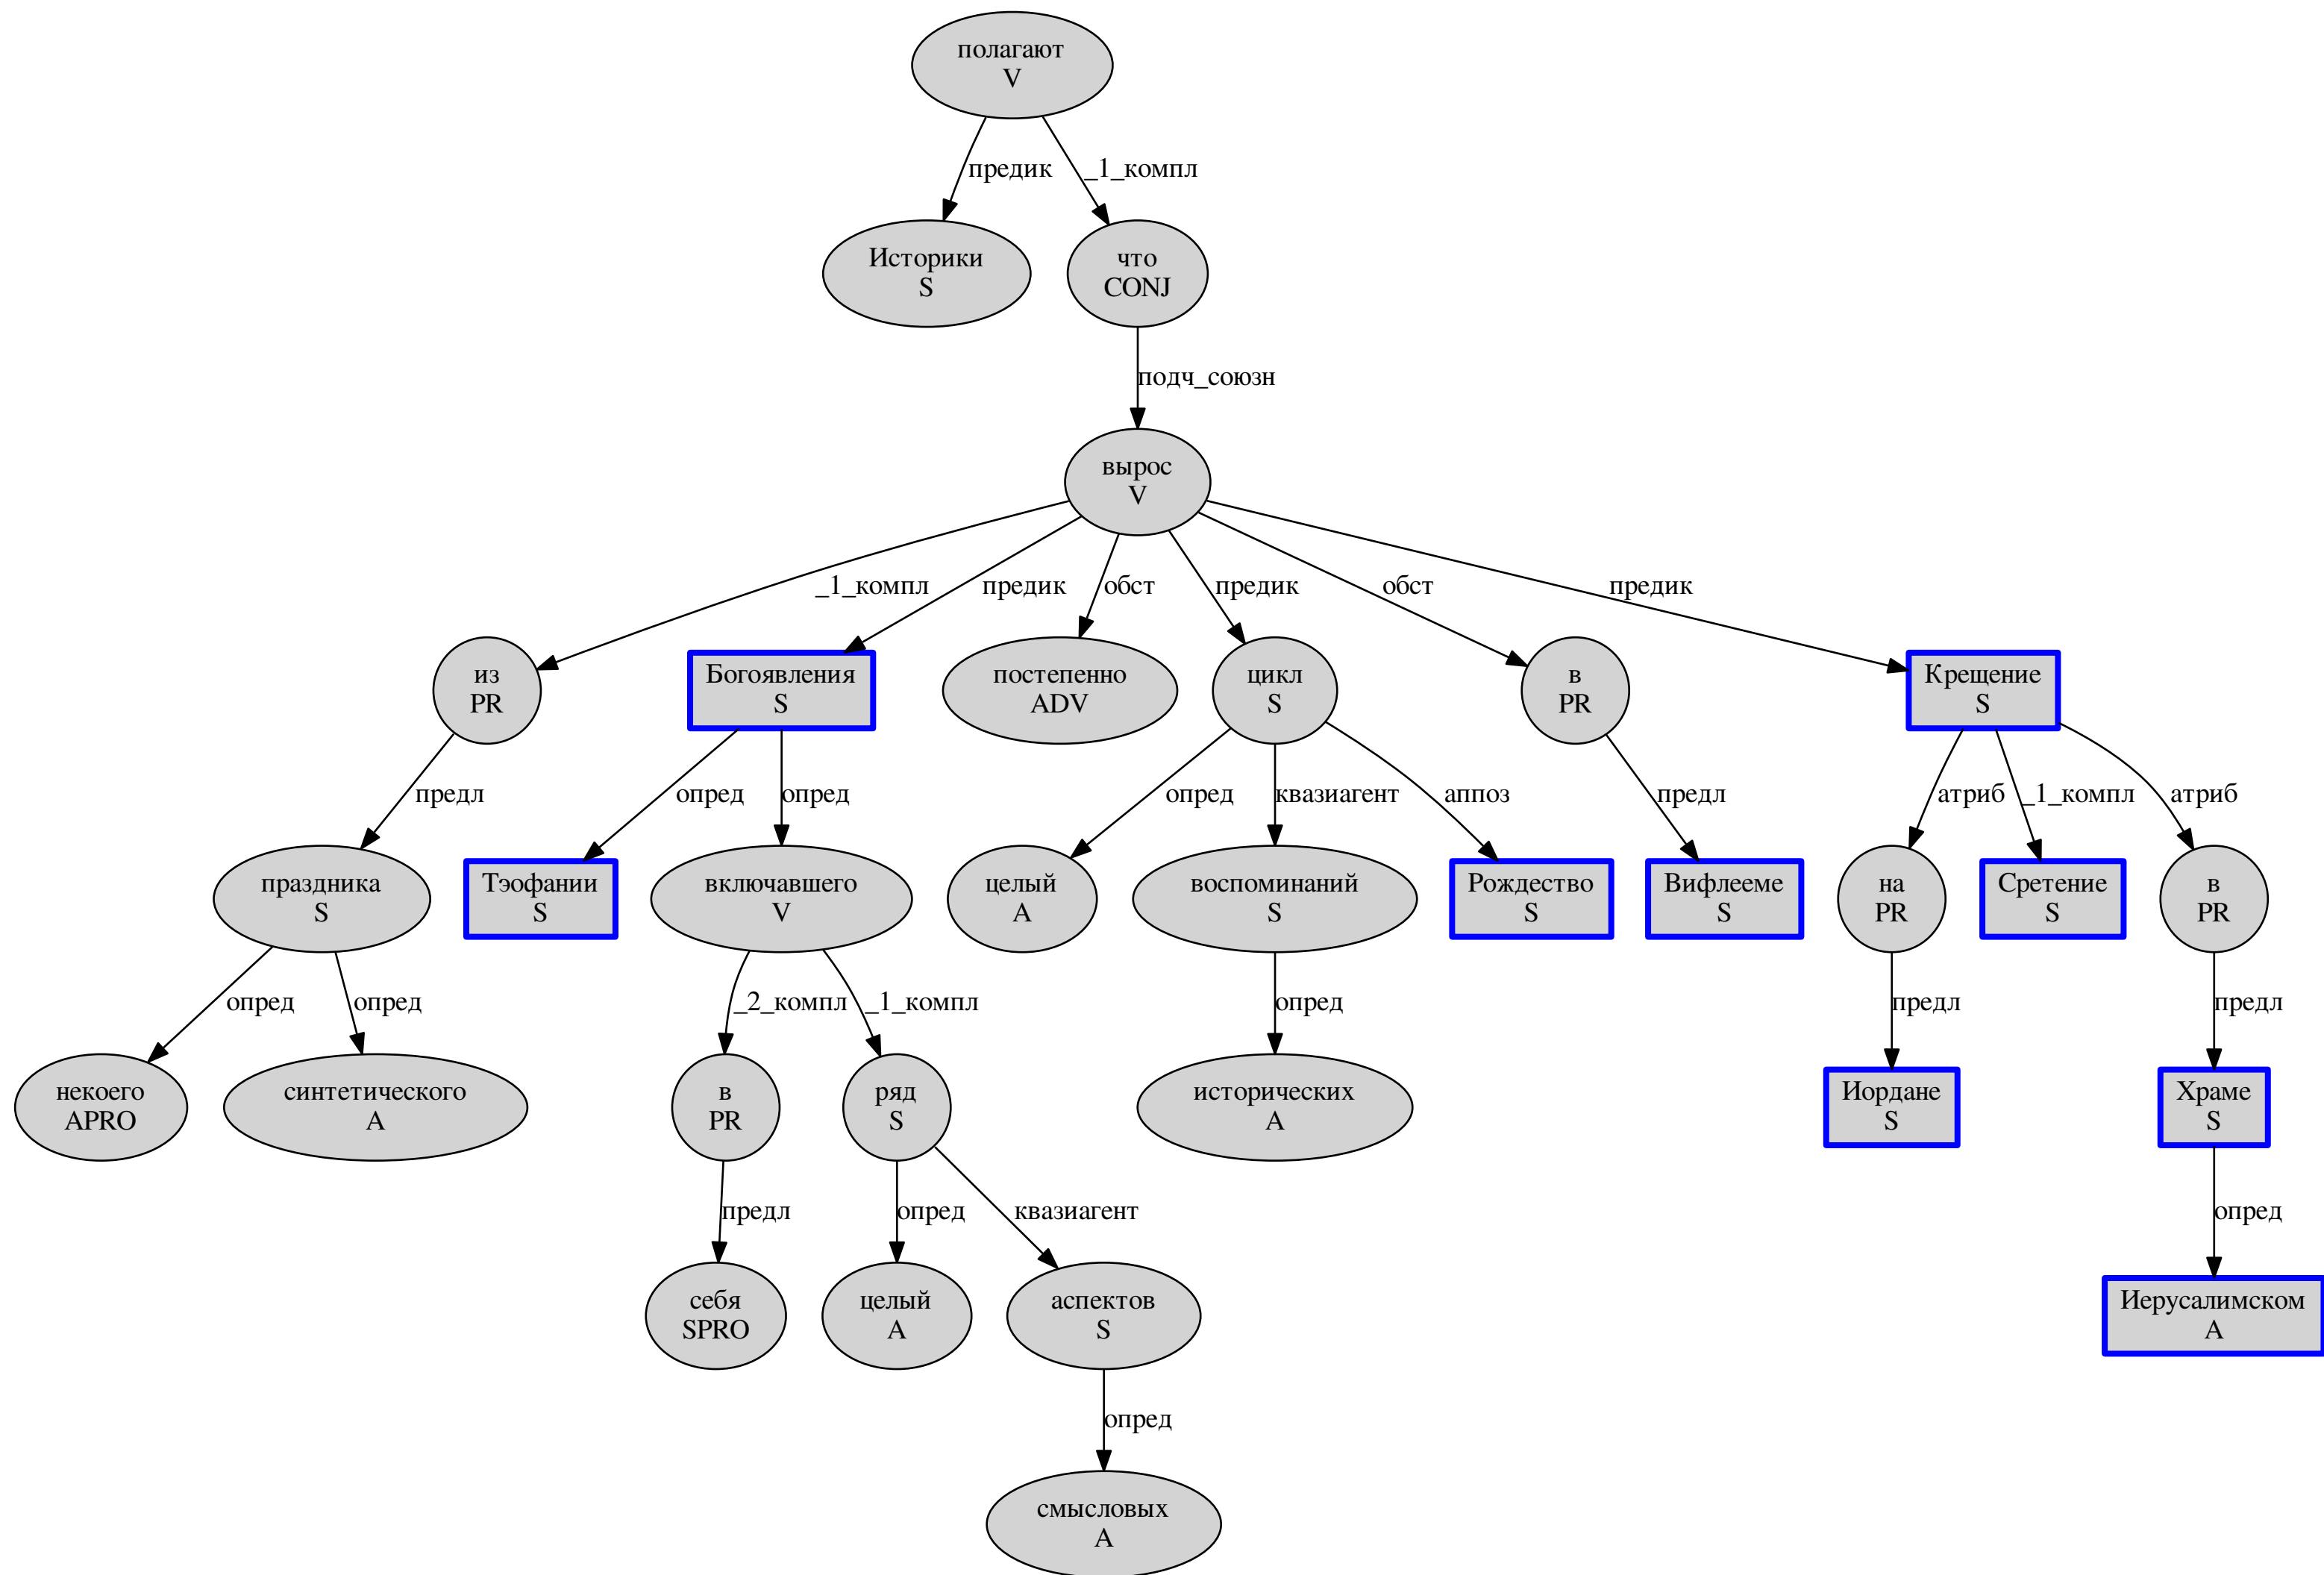 полагают
V
предик
_1_компл
Историки
S
что
CONJ
подч_союзн
вырос
V
_1_компл
предик
обст
предик
обст
предик
из
PR
Богоявления
S
постепенно
ADV
цикл
S
в
PR
Крещение
S
предл
опред
опред
опред
квазиагент
аппоз
предл
атриб
_1_компл
атриб
праздника
S
Тэофании
S
включавшего
V
целый
A
воспоминаний
S
Рождество
S
Вифлееме
S
на
PR
Сретение
S
в
PR
опред
опред
_2_компл
_1_компл
опред
предл
предл
некоего
APRO
синтетического
A
в
PR
ряд
S
исторических
A
Иордане
S
Храме
S
предл
опред
квазиагент
опред
себя
SPRO
целый
A
аспектов
S
Иерусалимском
A
опред
смысловых
A